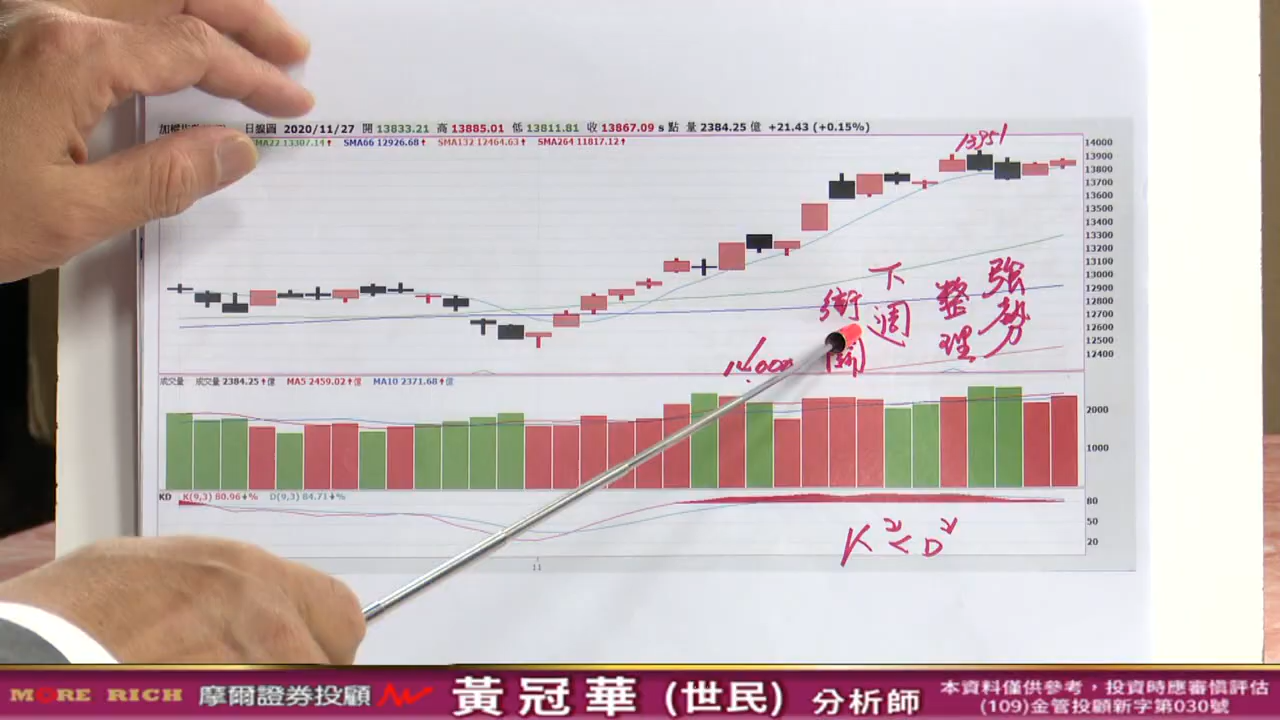 日線圖 2020/11/27 開 13833.21 高 13885.01 低 13811.81 收 13867.09 s 點 量 2384.25 億 +21.43 (+0.15%)
MA22 13307.14↑ SMA66 12926.68↑ SMA132 12464.63↑ SMA264 11817.12↑
13951
14000
13900
13800
13700
13600
13500
13400
13300
13200
13100
13000
12900
12800
12700
12600
12500
12400
強勢
整理
下週
衝關
14000
成交量 成交量 2384.25↑億 MA5 2459.02↑億 MA10 2371.68↑億
2000
1000
KD K(9,3) 80.96↓% D(9,3) 84.71↓%
80
50
20
K↘<D↘
11
MORE RICH 摩爾證券投顧 黃冠華(世民)分析師
本資料僅供參考，投資時應審慎評估
(109)金管投顧新字第030號